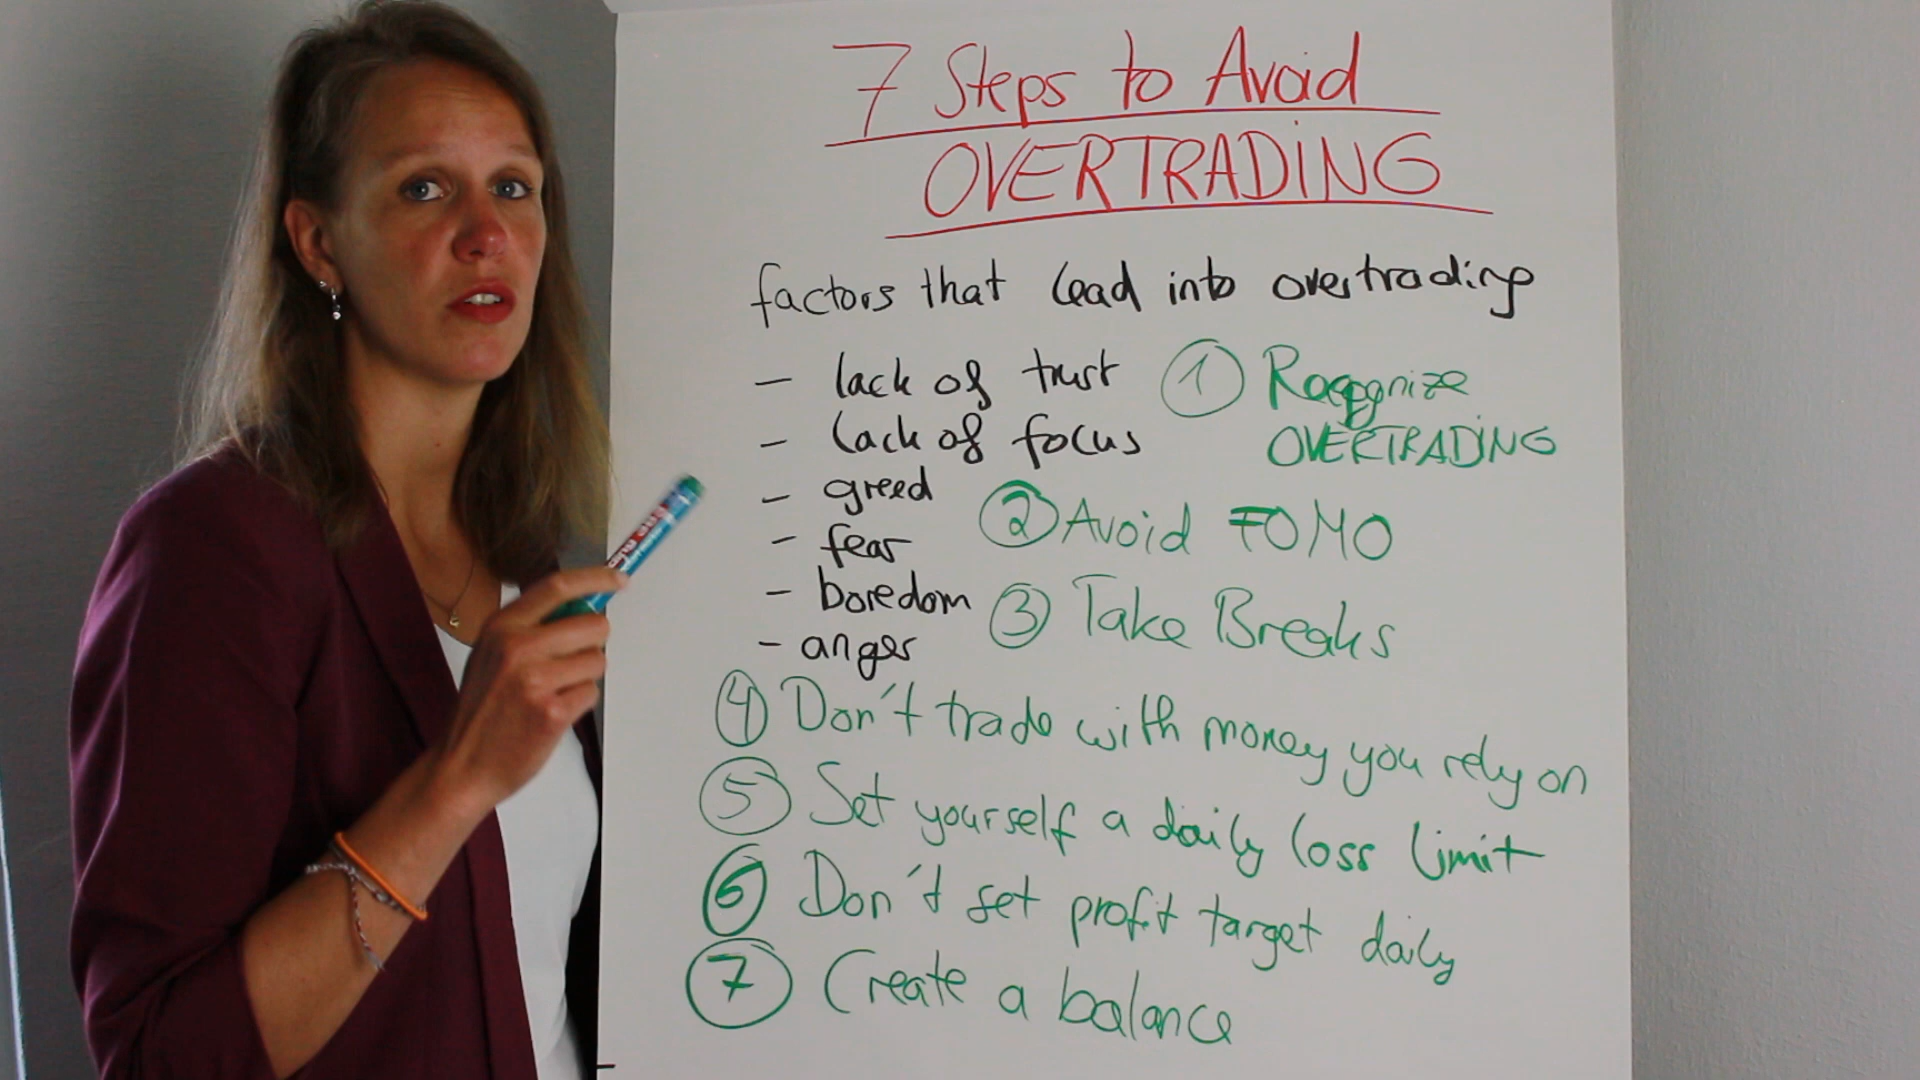 7 Steps to Avoid
OVERTRADING
factors that lead into overtrading
- lack of trust
- lack of focus
- greed
- fear
- boredom
- anger
1 Recognize
OVERTRADING
2 Avoid FOMO
3 Take Breaks
4 Don't trade with money you rely on
5 Set yourself a daily loss limit
6 Don't set profit target daily
7 Create a balance